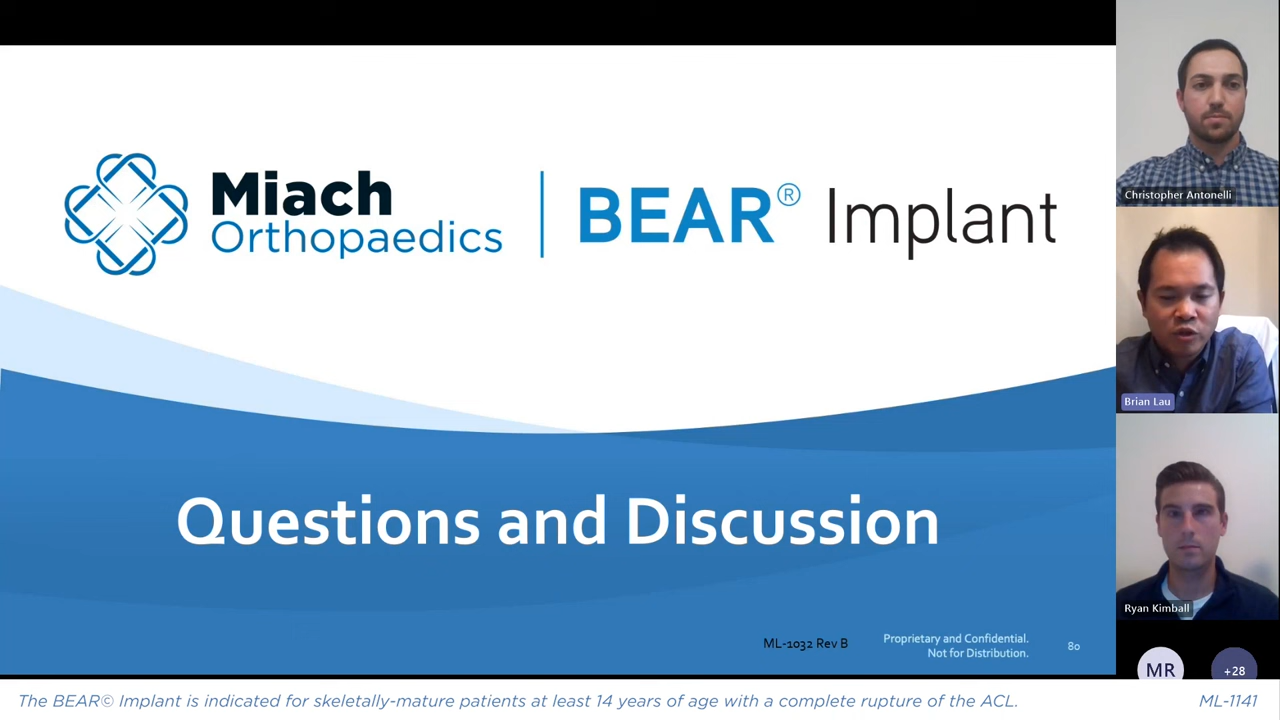 Miach
Orthopaedics
BEAR® Implant
Questions and Discussion
ML-1032 Rev B
Proprietary and Confidential.
Not for Distribution.
80
Christopher Antonelli
Brian Lau
Ryan Kimball
MR
+28
The BEAR© Implant is indicated for skeletally-mature patients at least 14 years of age with a complete rupture of the ACL.
ML-1141